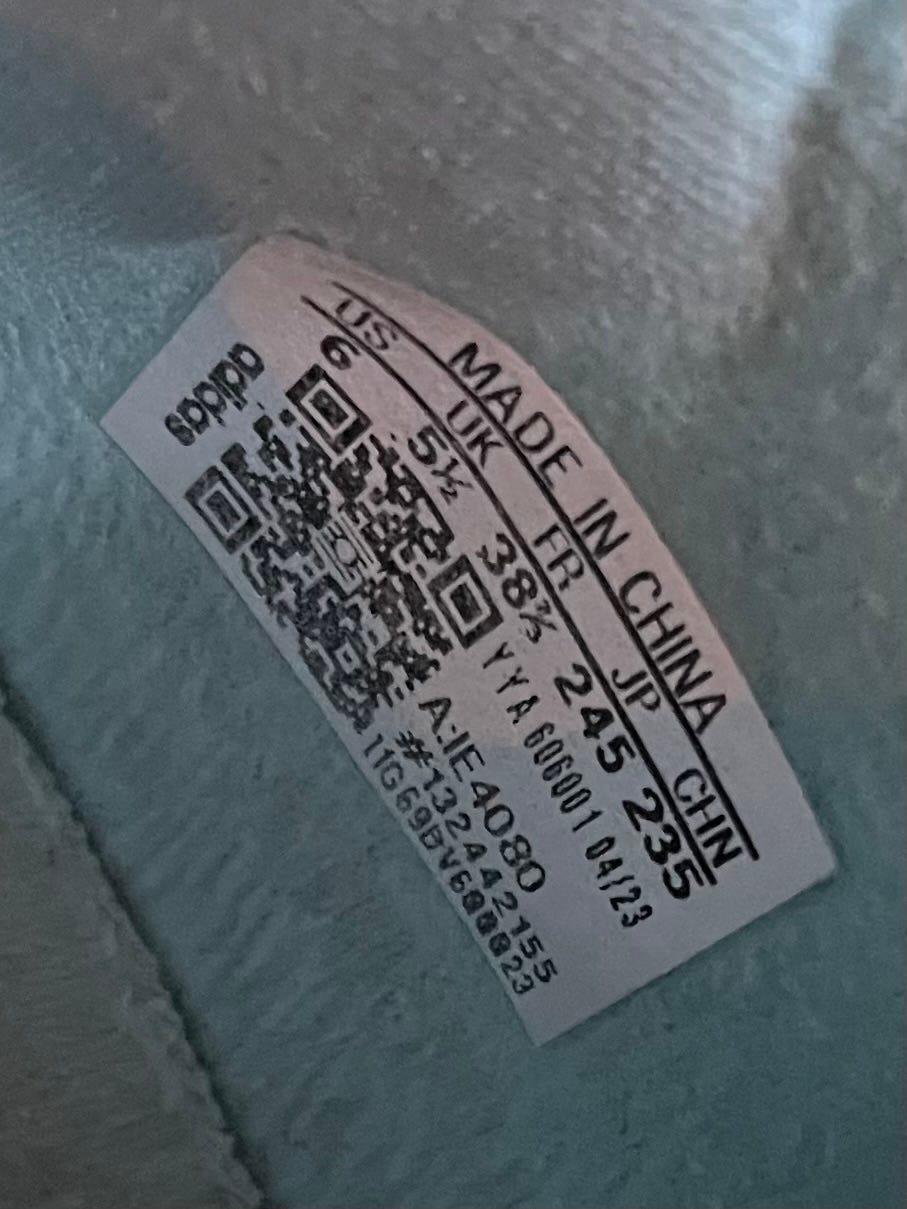 MADE IN CHINA
US UK FR JP CHN
6 5½ 38⅔ 245 235
YYA 606001 04/23
A:IE4080
#1324442155
adidas